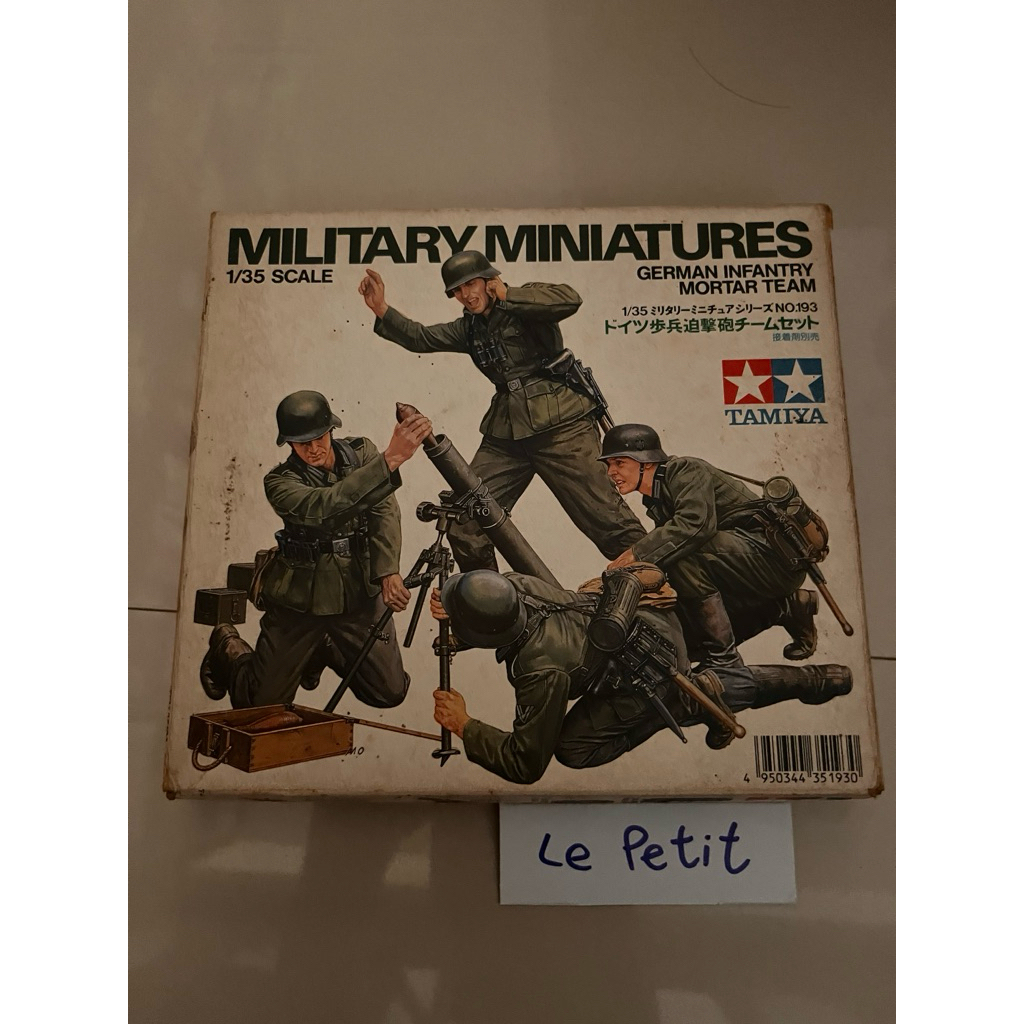 MILITARY MINIATURES
1/35 SCALE
GERMAN INFANTRY
MORTAR TEAM
1/35 ミリタリーミニチュアシリーズ NO.193
ドイツ歩兵迫撃砲チームセット
接着剤別売
TAMIYA
4 950344 351930
Le Petit